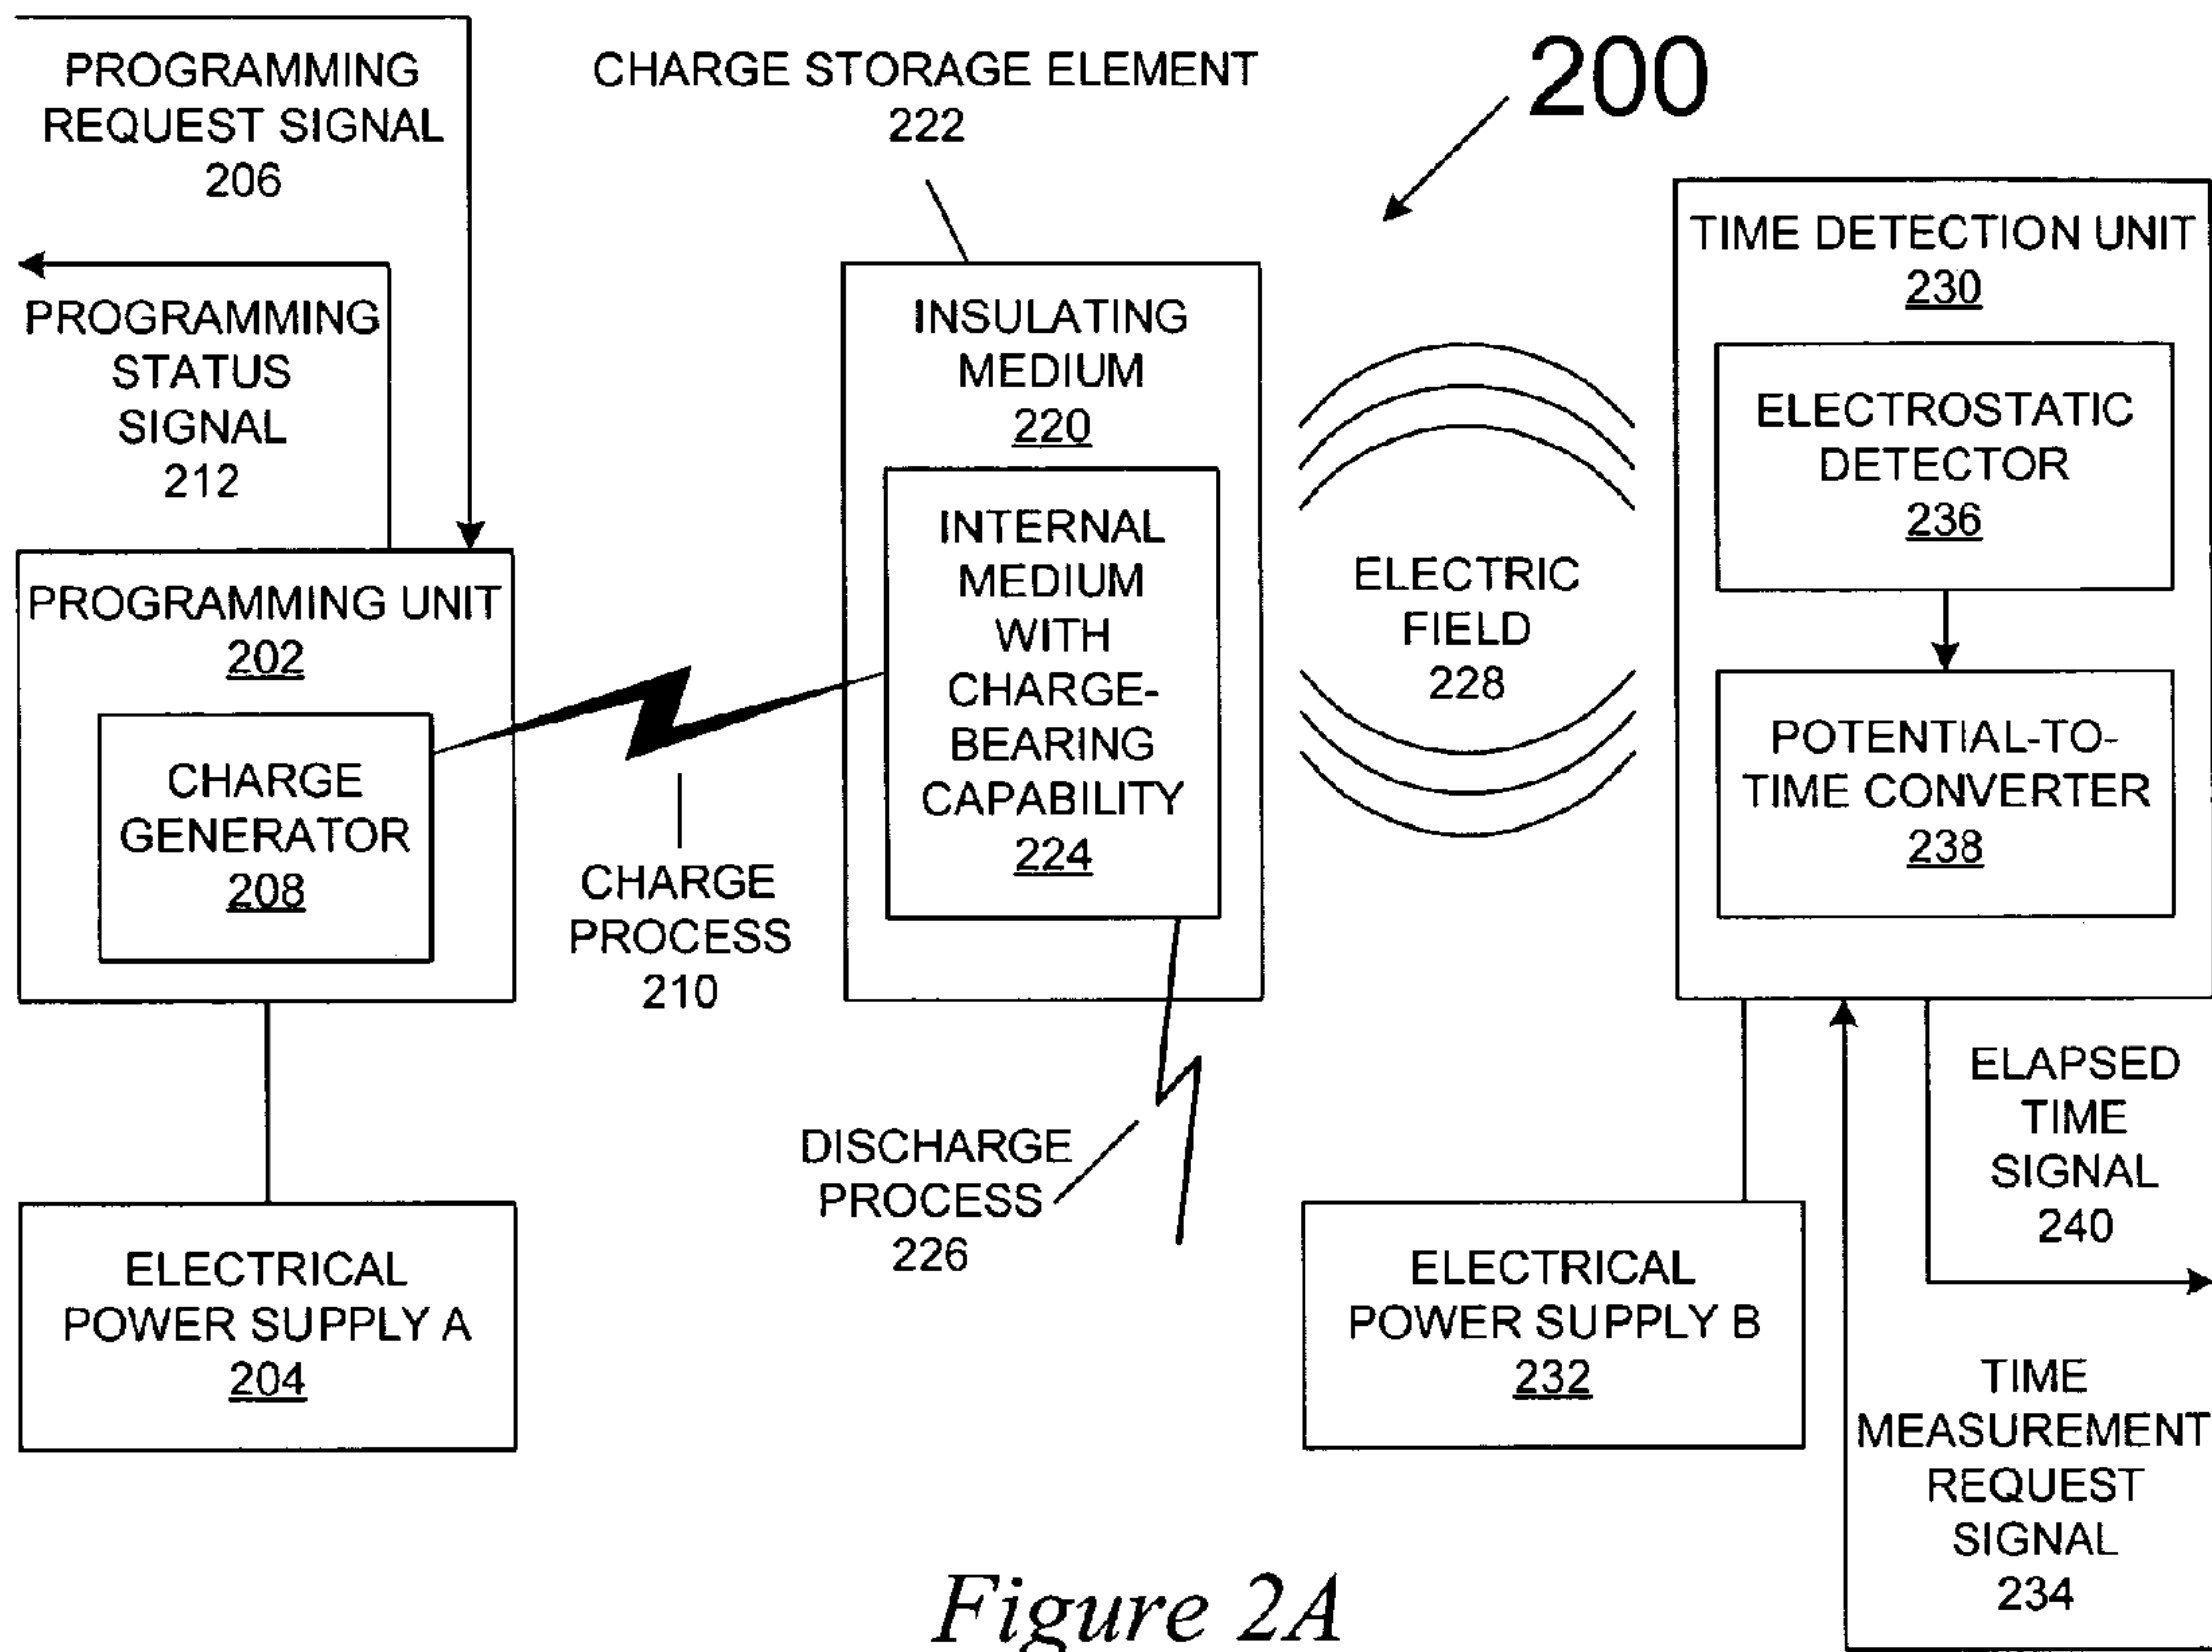 PROGRAMMING
REQUEST SIGNAL
206
PROGRAMMING
STATUS
SIGNAL
212
PROGRAMMING UNIT
202
CHARGE
GENERATOR
208
ELECTRICAL
POWER SUPPLY A
204
CHARGE
PROCESS
210
CHARGE STORAGE ELEMENT
222
INSULATING
MEDIUM
220
INTERNAL
MEDIUM
WITH
CHARGE-
BEARING
CAPABILITY
224
DISCHARGE
PROCESS
226
200
ELECTRIC
FIELD
228
TIME DETECTION UNIT
230
ELECTROSTATIC
DETECTOR
236
POTENTIAL-TO-
TIME CONVERTER
238
ELECTRICAL
POWER SUPPLY B
232
ELAPSED
TIME
SIGNAL
240
TIME
MEASUREMENT
REQUEST
SIGNAL
234
Figure 2A